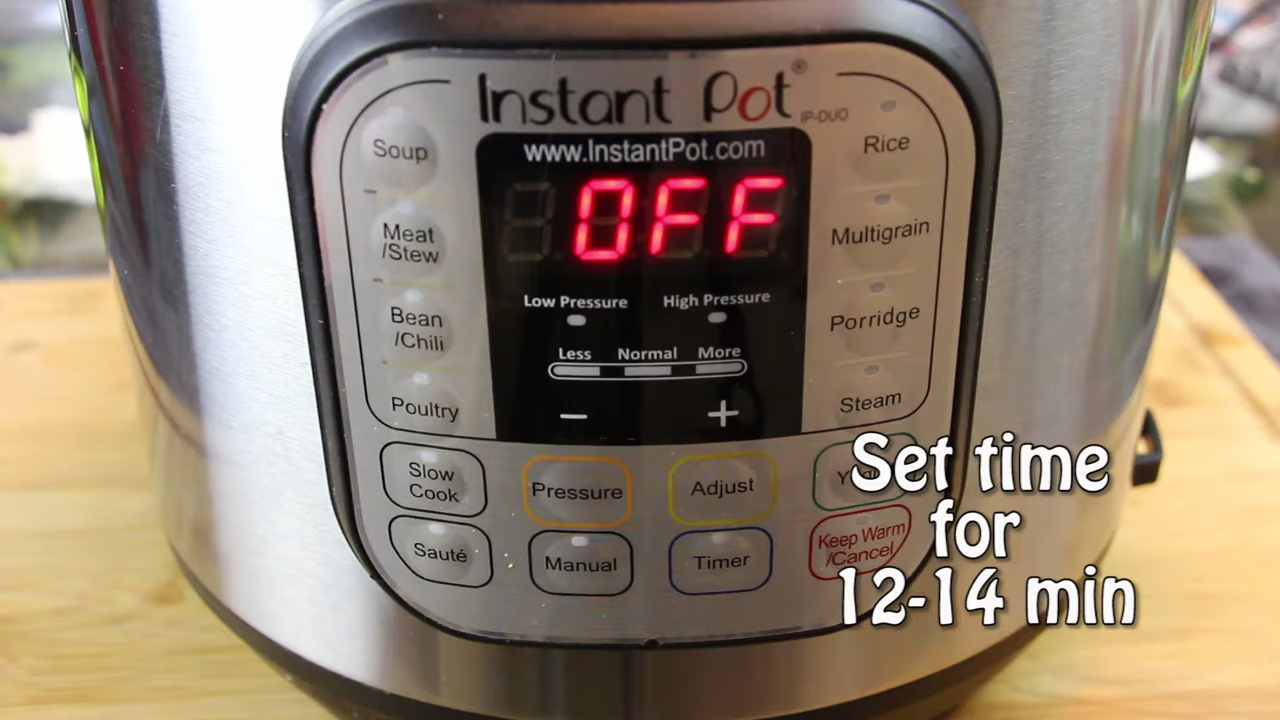 Instant Pot®
IP-DUO
www.InstantPot.com
OFF
Low Pressure
High Pressure
Less Normal More
− +
Soup
Meat
/Stew
Bean
/Chili
Poultry
Rice
Multigrain
Porridge
Steam
Slow
Cook
Pressure
Adjust
Sauté
Manual
Timer
Keep Warm
/Cancel
Set time
for
12-14 min